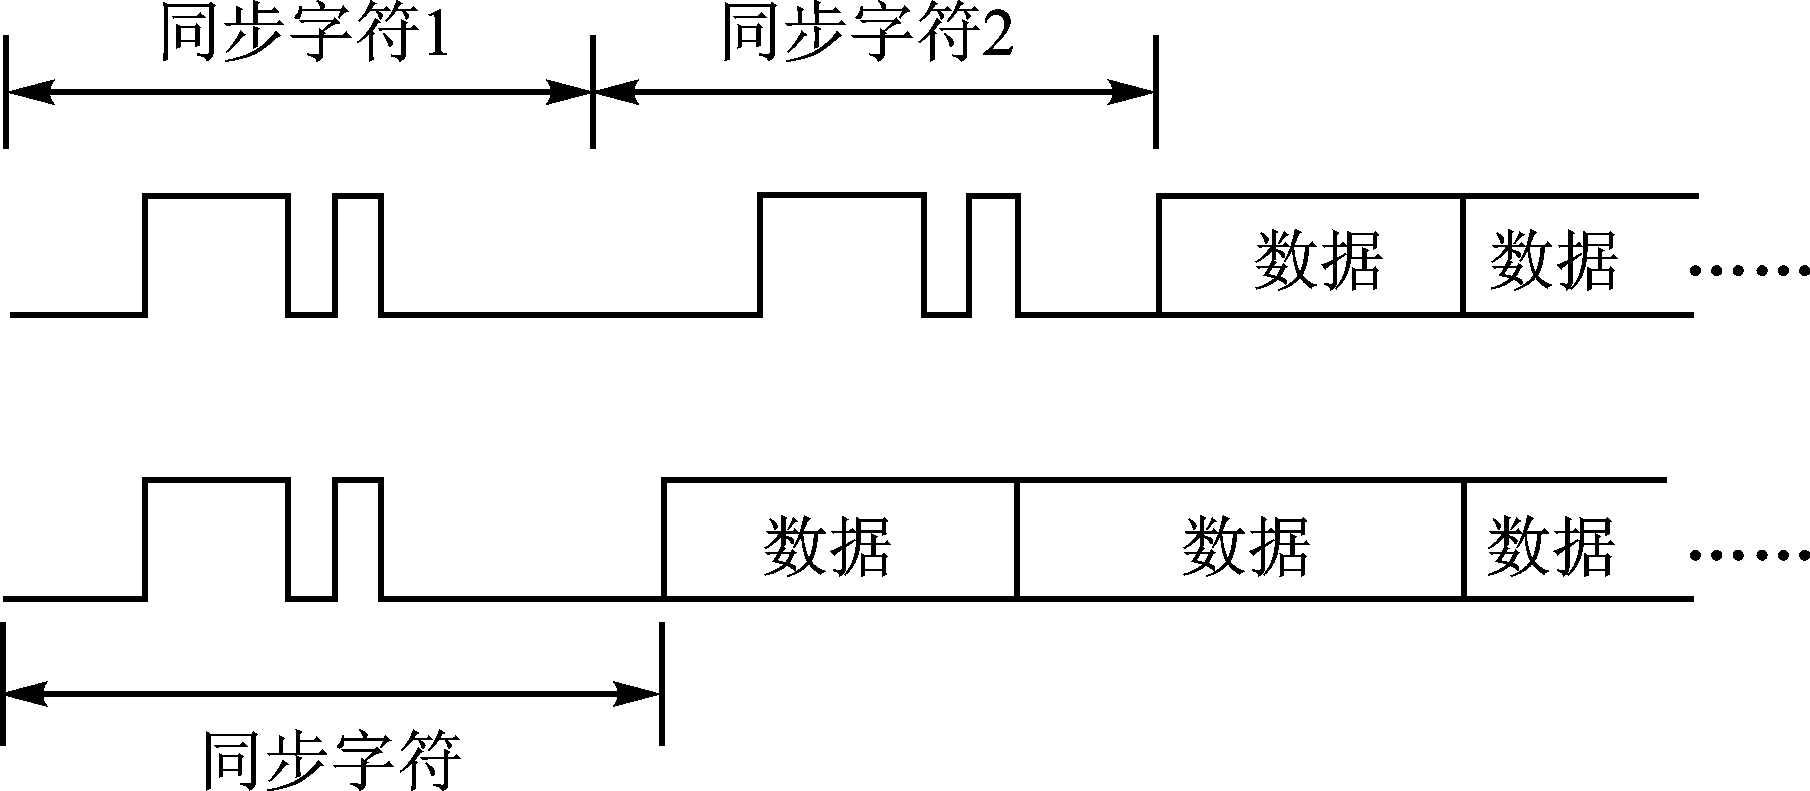 同步字符1 同步字符2
数据 数据 ……
数据 数据 数据 ……
同步字符